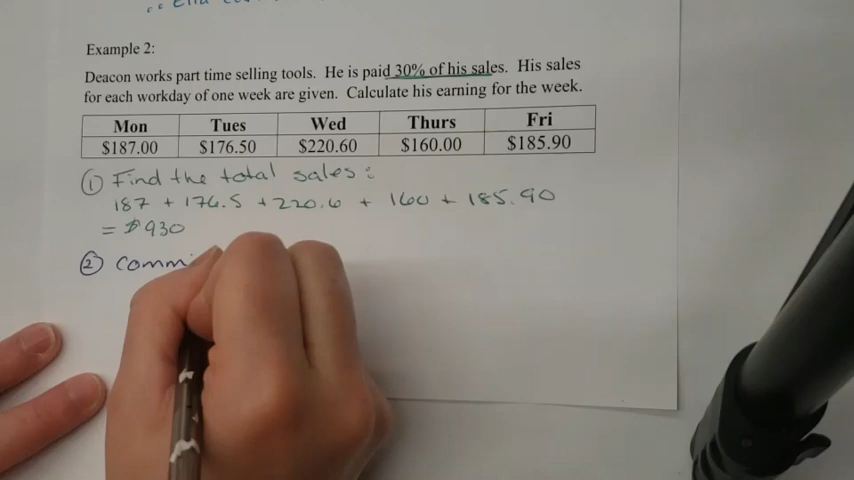 Example 2:
Deacon works part time selling tools. He is paid 30% of his sales. His sales
for each workday of one week are given. Calculate his earning for the week.
Mon Tues Wed Thurs Fri
$187.00 $176.50 $220.60 $160.00 $185.90
① Find the total sales:
187 + 176.5 + 220.6 + 160 + 185.90
= $930
② commi